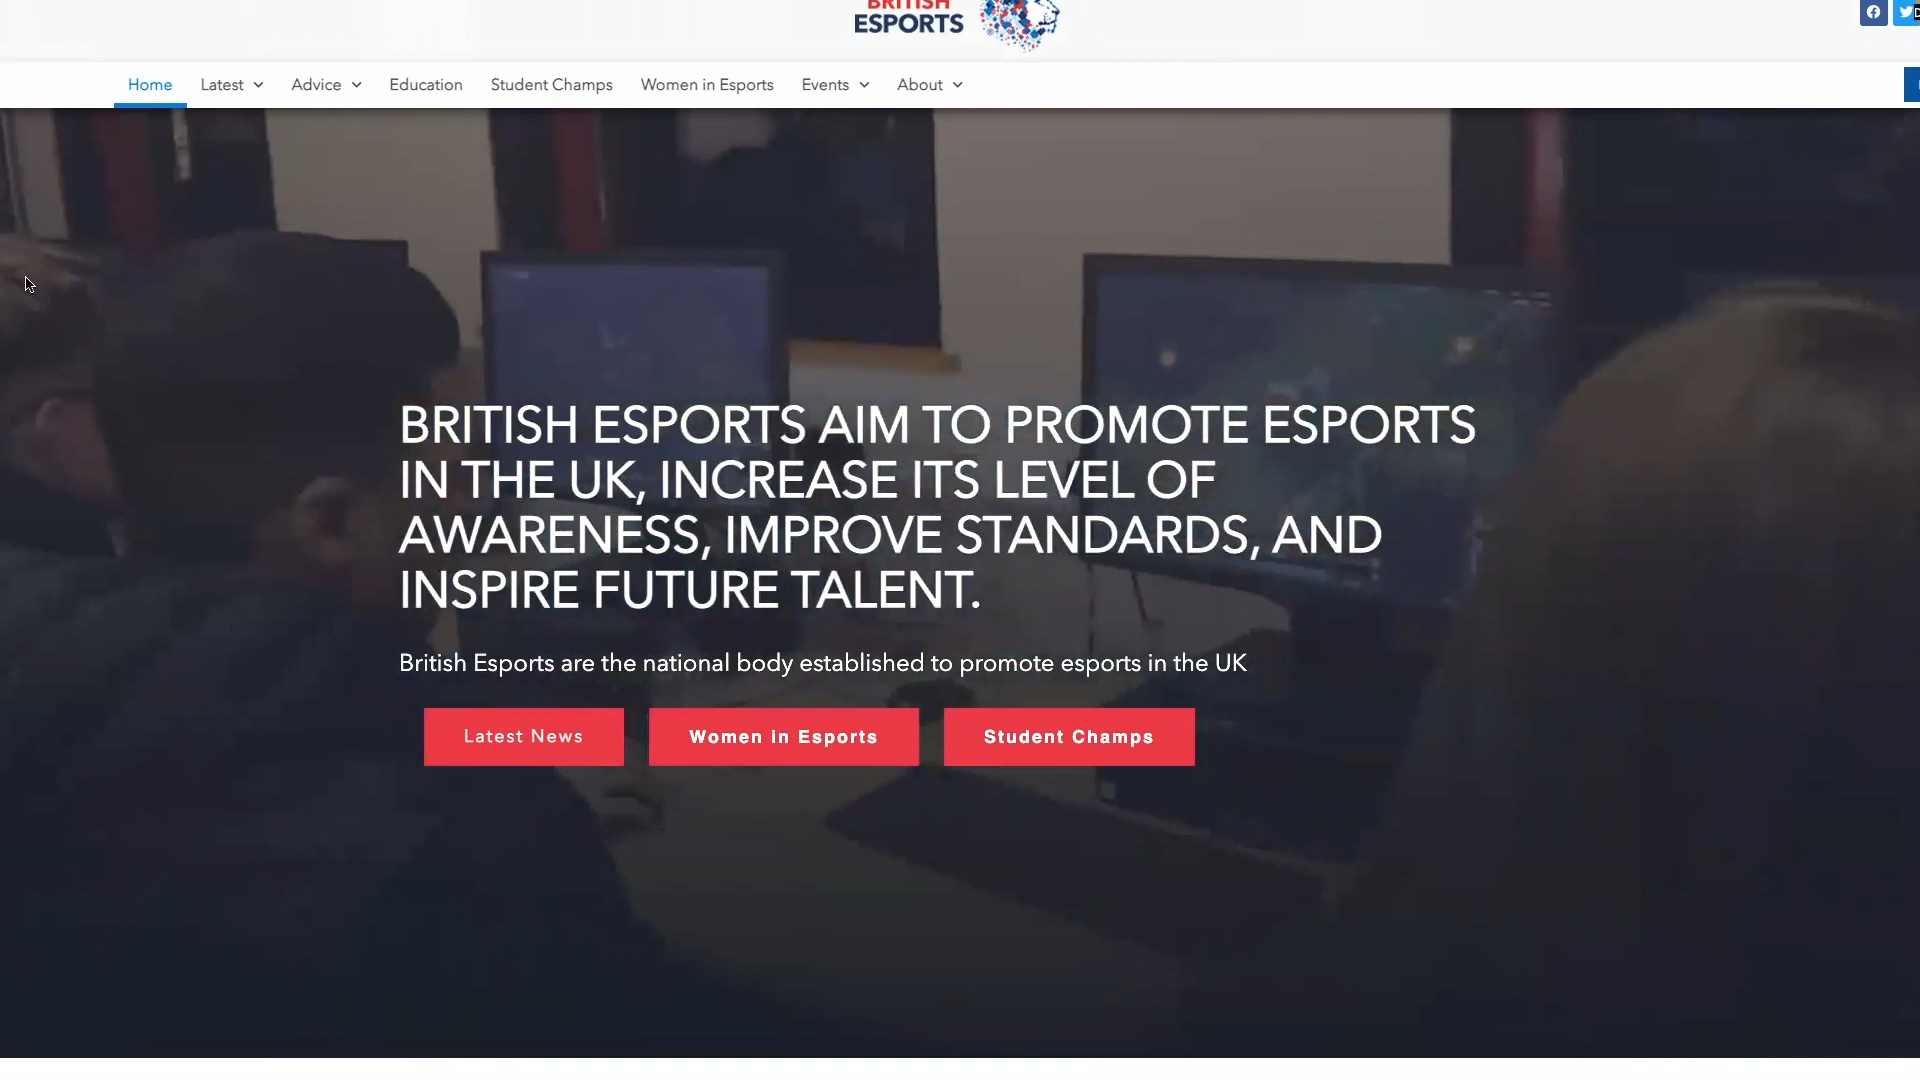 BRITISH
ESPORTS
Home Latest Advice Education Student Champs Women in Esports Events About
BRITISH ESPORTS AIM TO PROMOTE ESPORTS
IN THE UK, INCREASE ITS LEVEL OF
AWARENESS, IMPROVE STANDARDS, AND
INSPIRE FUTURE TALENT.
British Esports are the national body established to promote esports in the UK
Latest News Women in Esports Student Champs